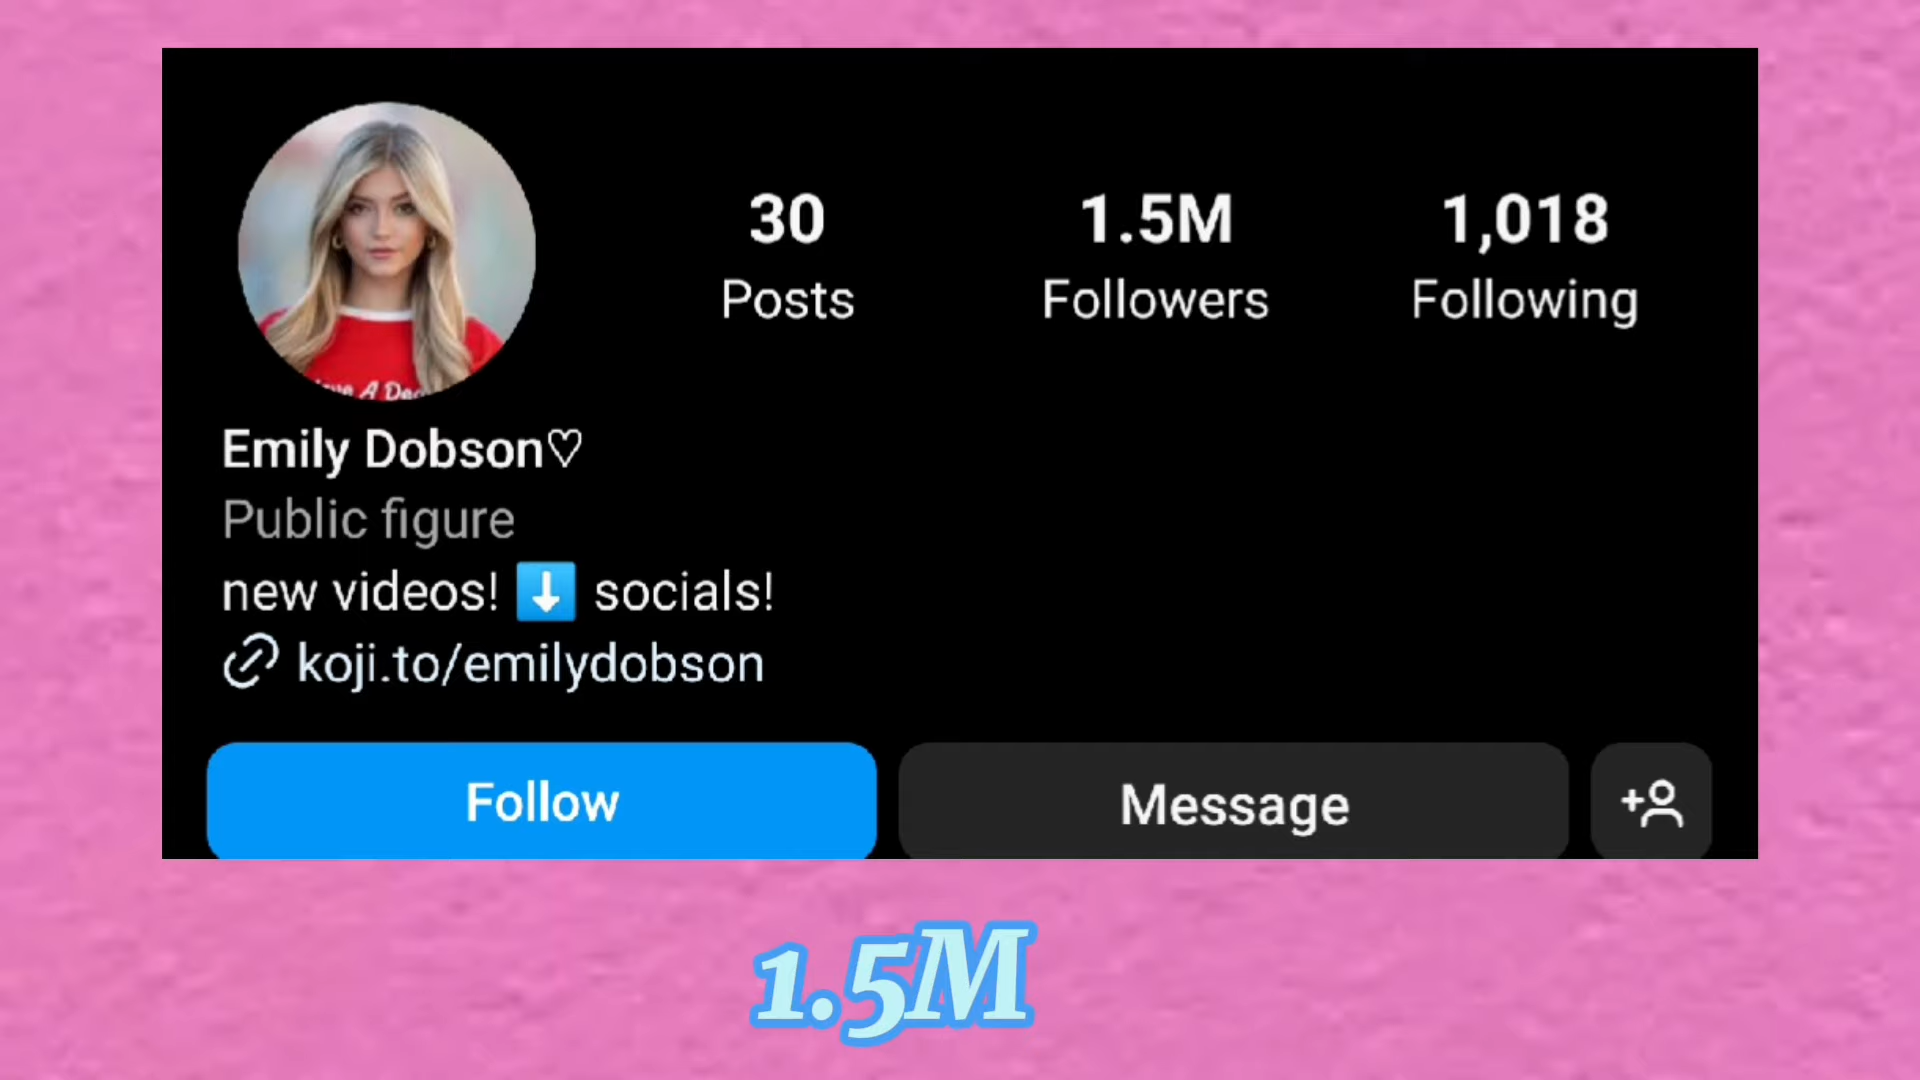 30
Posts
1.5M
Followers
1,018
Following
A
Emily Dobson♡
Public figure
new videos! ⬇️ socials!
koji.to/emilydobson
Follow
Message
1.5M